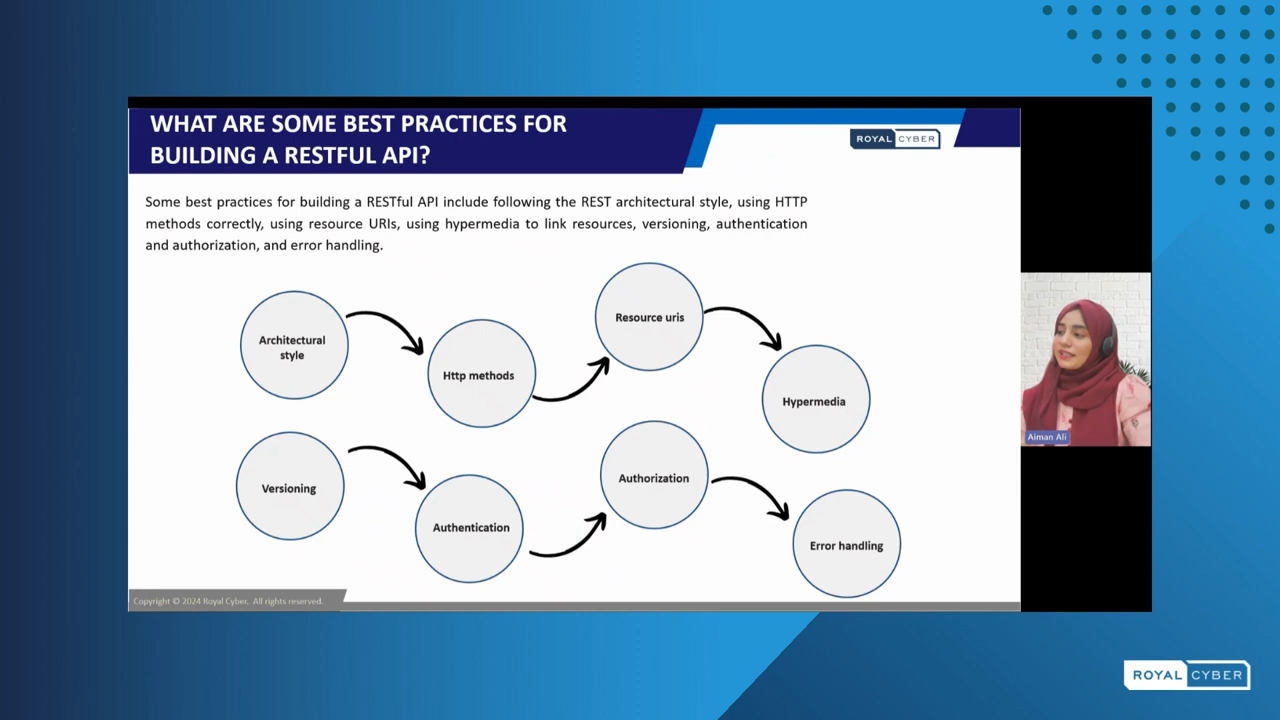 WHAT ARE SOME BEST PRACTICES FOR
BUILDING A RESTFUL API?
ROYAL CYBER
Some best practices for building a RESTful API include following the REST architectural style, using HTTP
methods correctly, using resource URIs, using hypermedia to link resources, versioning, authentication
and authorization, and error handling.
Architectural
style
Http methods
Resource uris
Hypermedia
Versioning
Authentication
Authorization
Error handling
Aiman Ali
Copyright © 2024 Royal Cyber. All rights reserved.
ROYAL CYBER